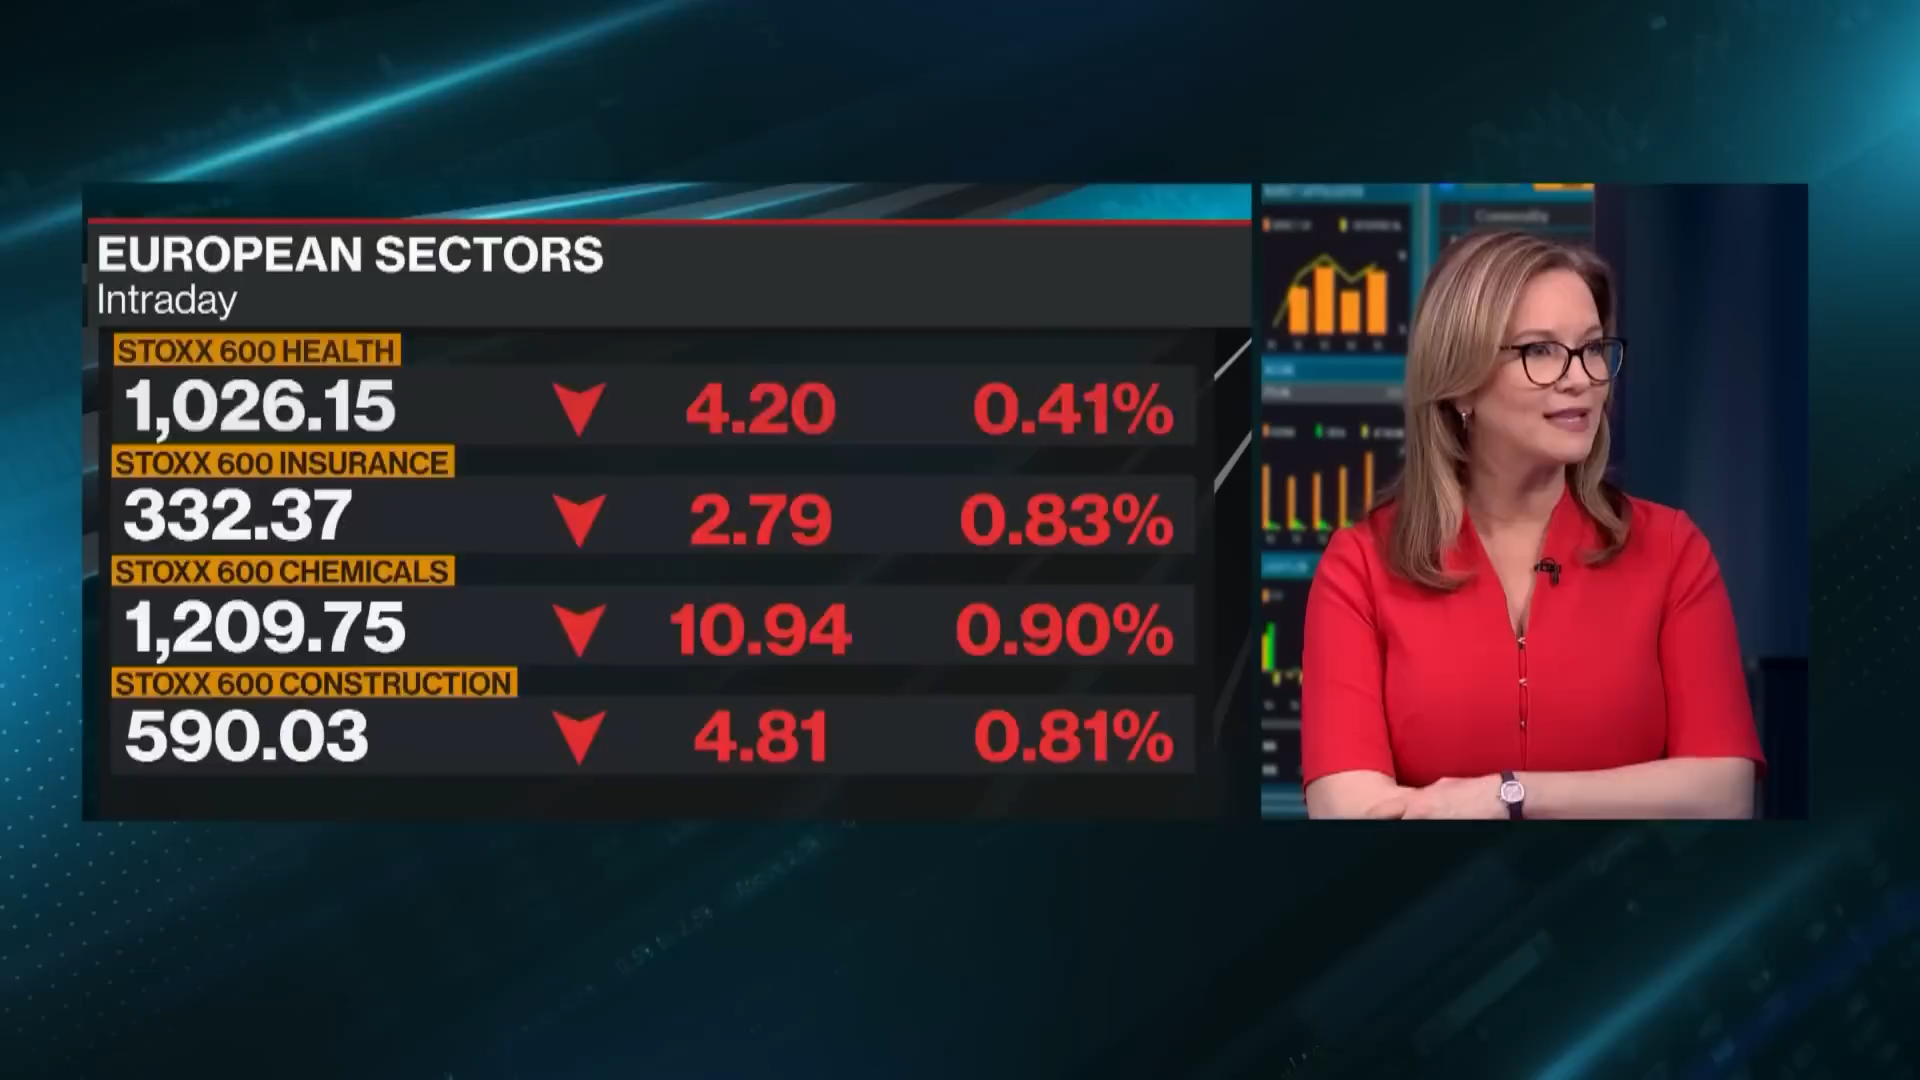 EUROPEAN SECTORS
Intraday
STOXX 600 HEALTH
1,026.15 4.20 0.41%
STOXX 600 INSURANCE
332.37 2.79 0.83%
STOXX 600 CHEMICALS
1,209.75 10.94 0.90%
STOXX 600 CONSTRUCTION
590.03 4.81 0.81%
Commodity